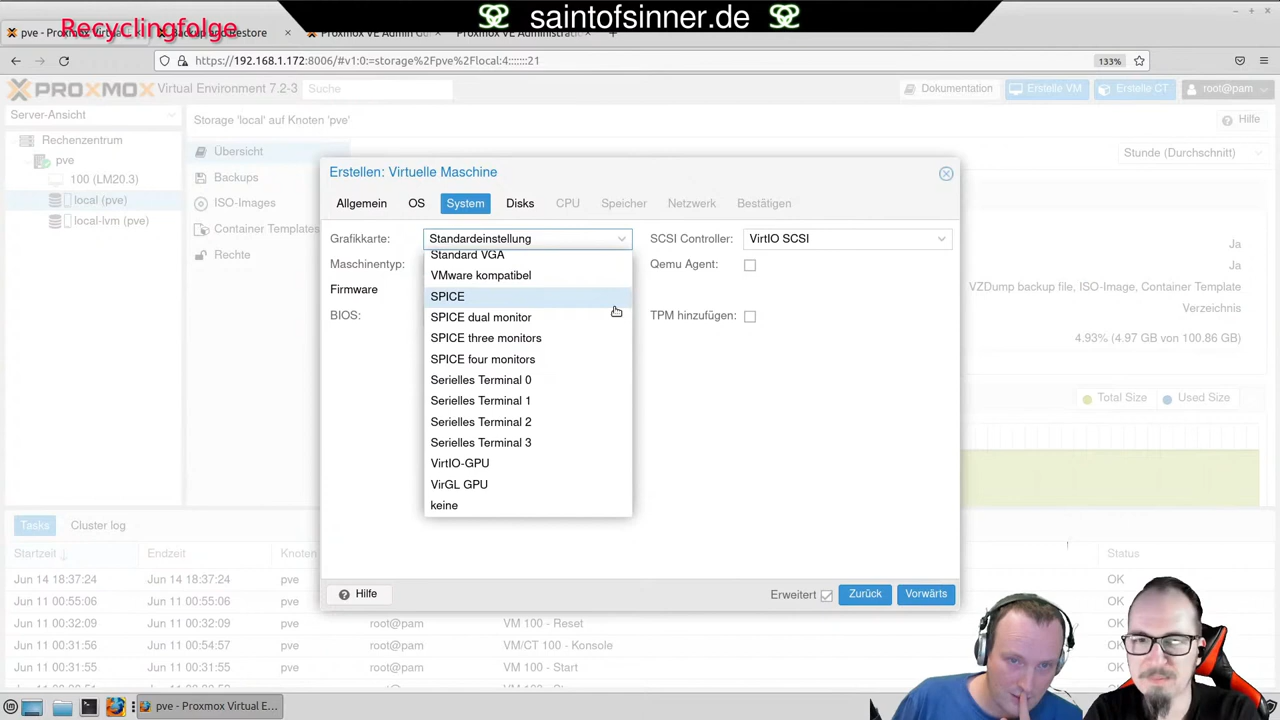 saintofsinner.de
Recyclingfolge
pve - Proxmox Virtual
Backup and Restore
Proxmox VE Admin Gu
Proxmox VE Administrat
https://192.168.1.172:8006/#v1:0:=storage%2Fpve%2Flocal:4:::::::21
133%
PROXMOX Virtual Environment 7.2-3
Suche
Dokumentation
Erstelle VM
Erstelle CT
root@pam
Server-Ansicht
Storage 'local' auf Knoten 'pve'
Hilfe
Rechenzentrum
pve
100 (LM20.3)
local (pve)
local-lvm (pve)
Übersicht
Backups
ISO-Images
Container Templates
Rechte
Stunde (Durchschnitt)
Erstellen: Virtuelle Maschine
Allgemein
OS
System
Disks
CPU
Speicher
Netzwerk
Bestätigen
Grafikkarte:
Standardeinstellung
SCSI Controller:
VirtIO SCSI
Maschinentyp:
Qemu Agent:
Firmware
BIOS:
TPM hinzufügen:
Standard VGA
VMware kompatibel
SPICE
SPICE dual monitor
SPICE three monitors
SPICE four monitors
Serielles Terminal 0
Serielles Terminal 1
Serielles Terminal 2
Serielles Terminal 3
VirtIO-GPU
VirGL GPU
keine
Ja
Ja
VZDump backup file, ISO-Image, Container Template
Verzeichnis
4.93% (4.97 GB von 100.86 GB)
Total Size
Used Size
Hilfe
Erweitert
Zurück
Vorwärts
Tasks
Cluster log
Startzeit
Endzeit
Knoten
Status
Jun 14 18:37:24
Jun 14 18:37:24
pve
OK
Jun 11 00:55:06
Jun 11 00:55:06
pve
OK
Jun 11 00:32:09
Jun 11 00:32:09
pve
root@pam
VM 100 - Reset
Jun 11 00:31:56
Jun 11 00:54:57
pve
root@pam
VM/CT 100 - Konsole
Jun 11 00:31:55
Jun 11 00:31:55
pve
root@pam
VM 100 - Start
pve - Proxmox Virtual E...